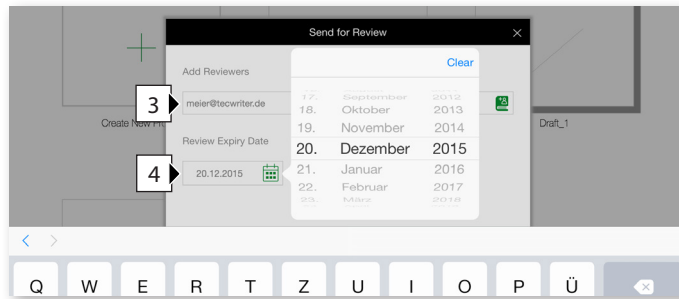 Send for Review
Clear
Add Reviewers
17. September 2012
3 meier@tecwriter.de
18. Oktober 2013
Create New
Draft_1
19. November 2014
Review Expiry Date
20. Dezember 2015
4 20.12.2015
21. Januar 2016
22. Februar 2017
23. März 2018
Q W E R T Z U I O P Ü